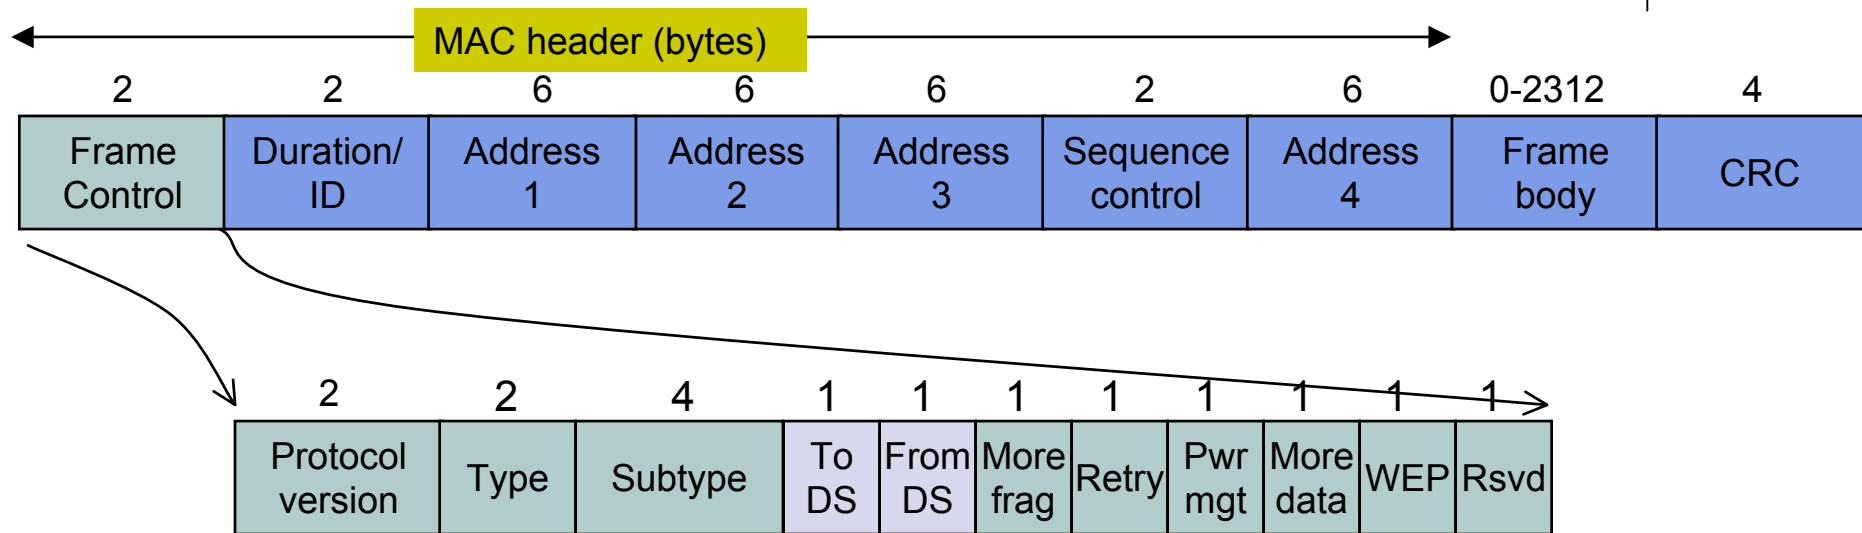 MAC header (bytes)
2 2 6 6 6 2 6 0-2312 4
Frame Duration/ Address Address Address Sequence Address Frame CRC
Control ID 1 2 3 control 4 body
2 2 4 1 1 1 1 1 1 1 1
Protocol Type Subtype To From More Retry Pwr More WEP Rsvd
version DS DS frag mgt data